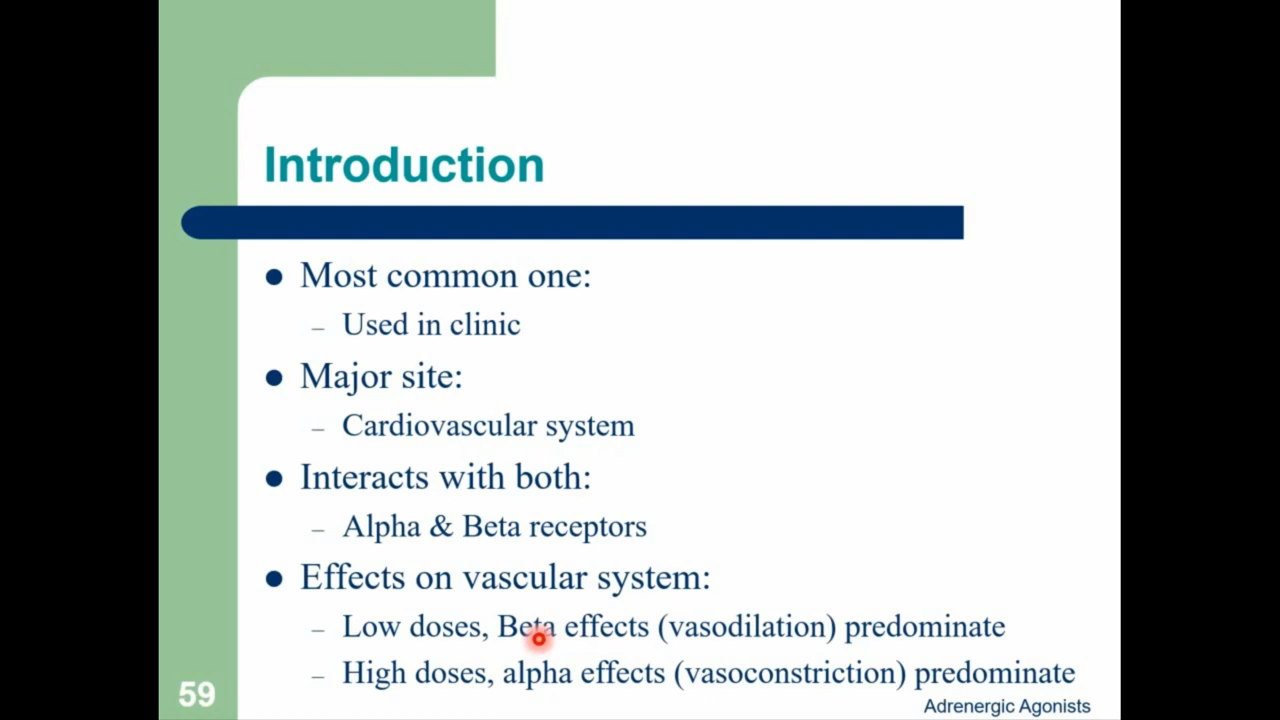 Introduction
● Most common one:
– Used in clinic
● Major site:
– Cardiovascular system
● Interacts with both:
– Alpha & Beta receptors
● Effects on vascular system:
– Low doses, Beta effects (vasodilation) predominate
– High doses, alpha effects (vasoconstriction) predominate
59
Adrenergic Agonists